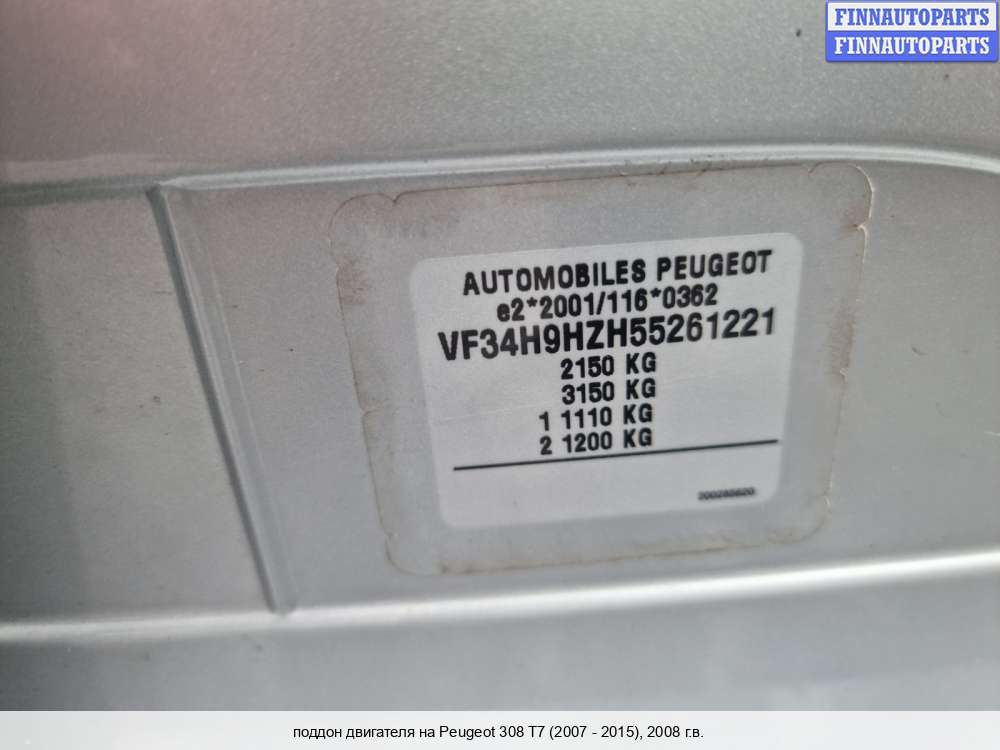 FINNAUTOPARTS
FINNAUTOPARTS
AUTOMOBILES PEUGEOT
e2*2001/116*0362
VF34H9HZH55261221
2150 KG
3150 KG
1 1110 KG
2 1200 KG
поддон двигателя на Peugeot 308 T7 (2007 - 2015), 2008 г.в.